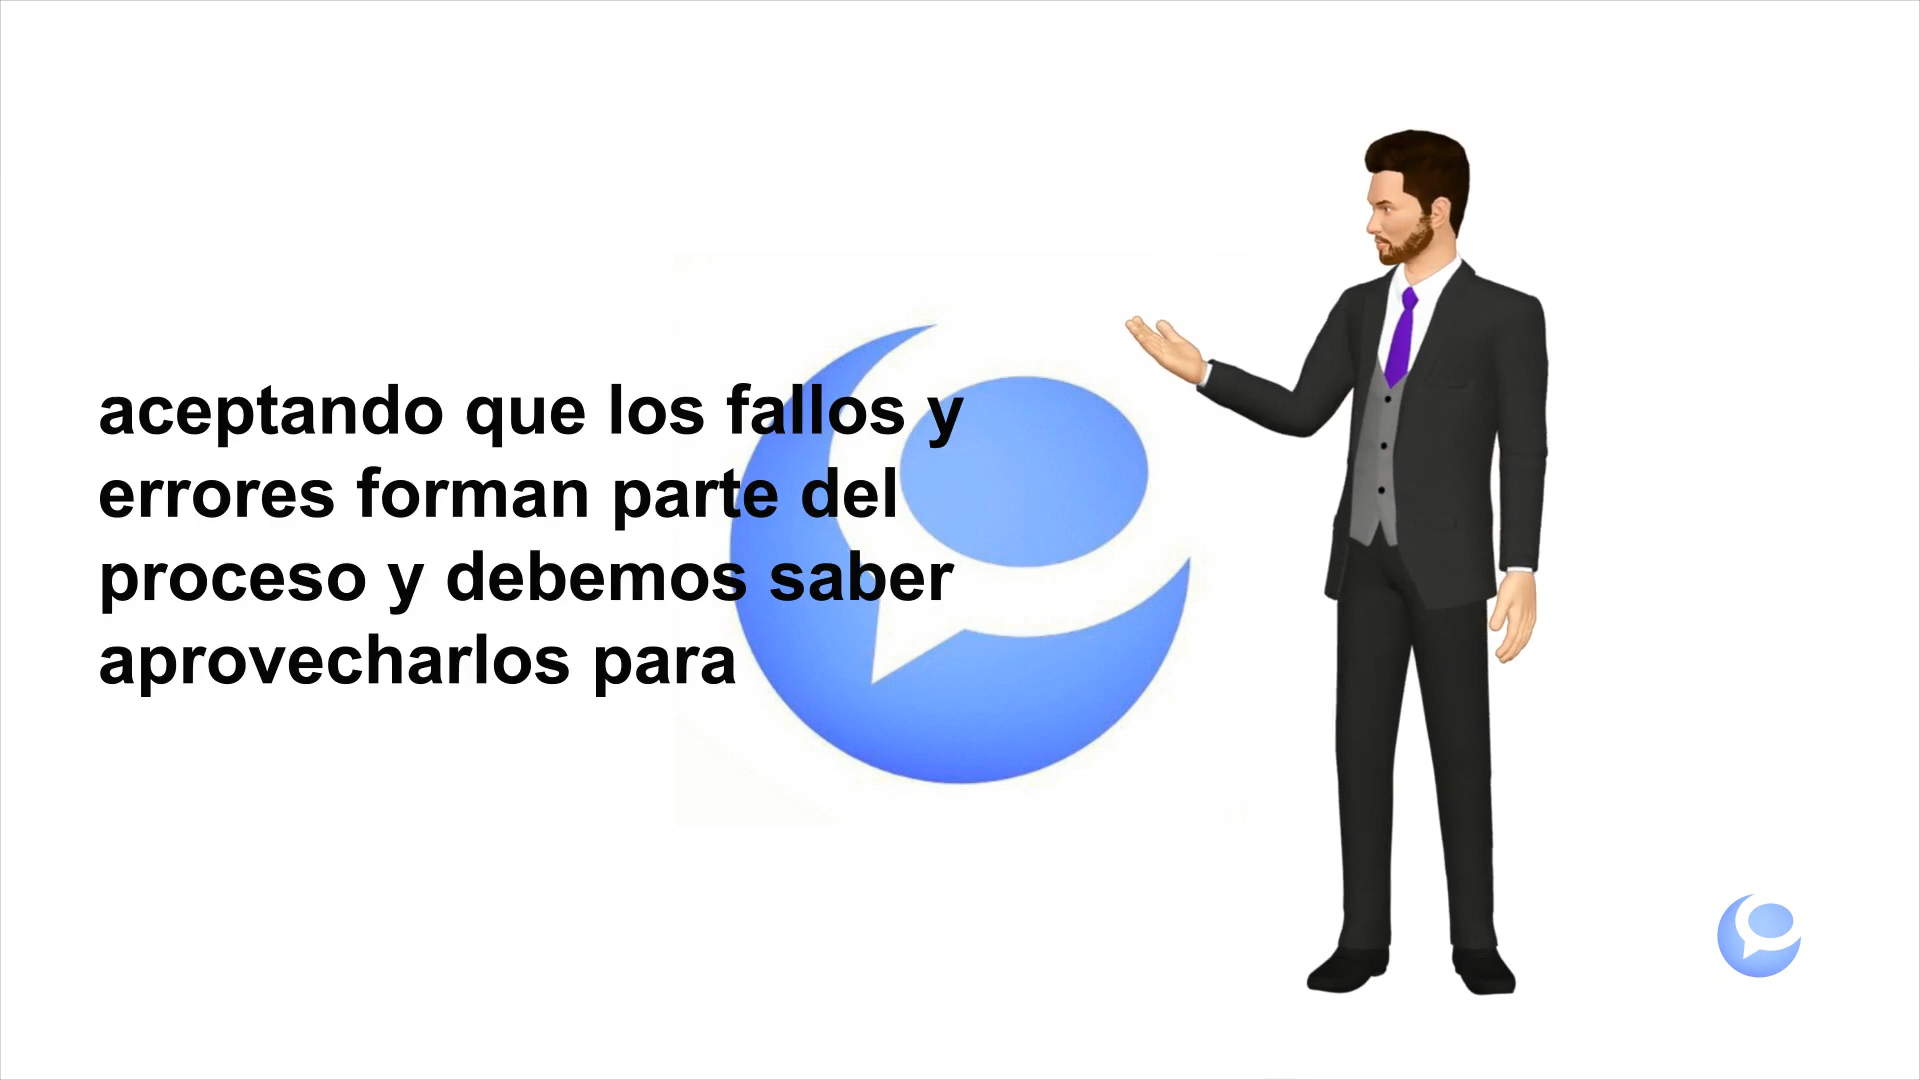 aceptando que los fallos y
errores forman parte del
proceso y debemos saber
aprovecharlos para